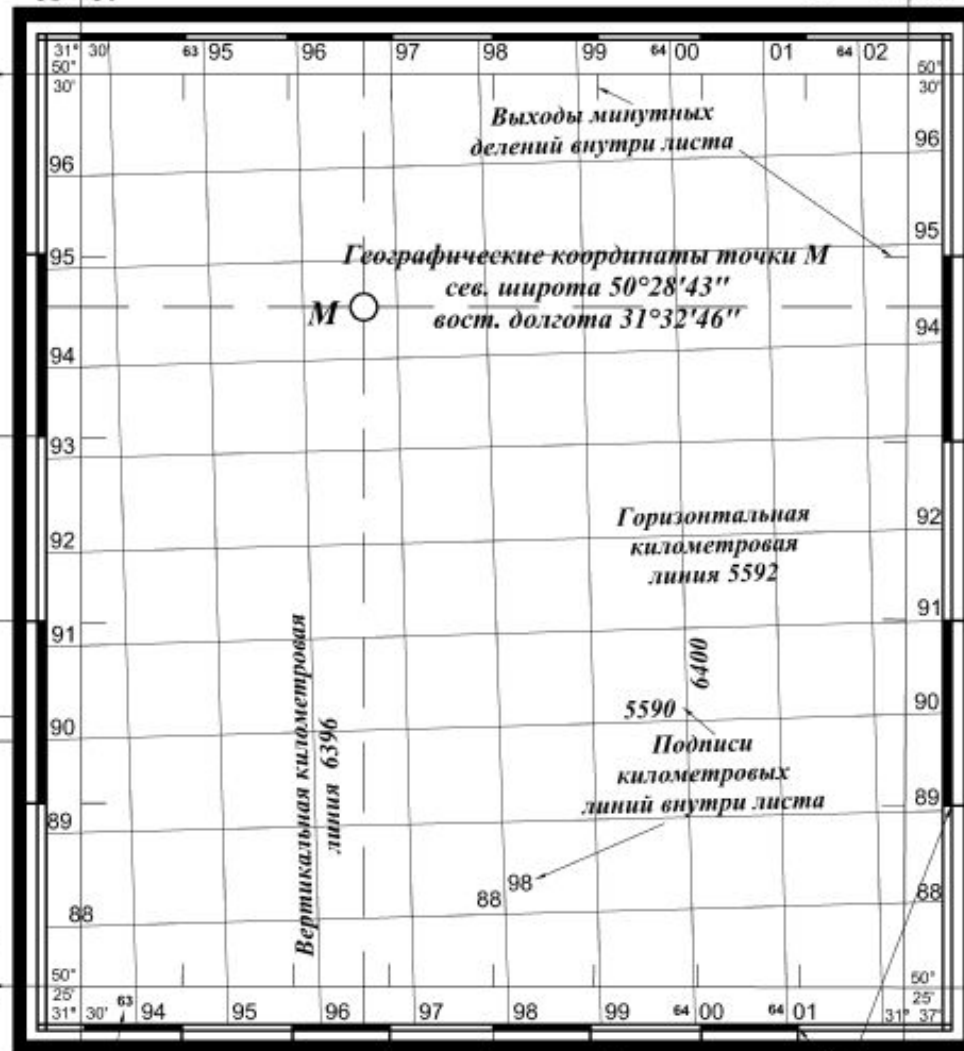 31° 30' 63 95 96 97 98 99 64 00 01 64 02
50° 50°
30' 30'
Выходы минутных
делений внутри листа
96 96
95 95
Географические координаты точки М
сев. широта 50°28'43"
М вост. долгота 31°32'46"
94 94
93
Горизонтальная
километровая
линия 5592
92 92
91 91
Вертикальная километровая
линия 6396
6400
5590
90 90
Подписи
километровых
линий внутри листа
89 89
98
88
88 88
50° 50°
25' 25'
31° 30' 63 94 95 96 97 98 99 64 00 64 01 31° 37'